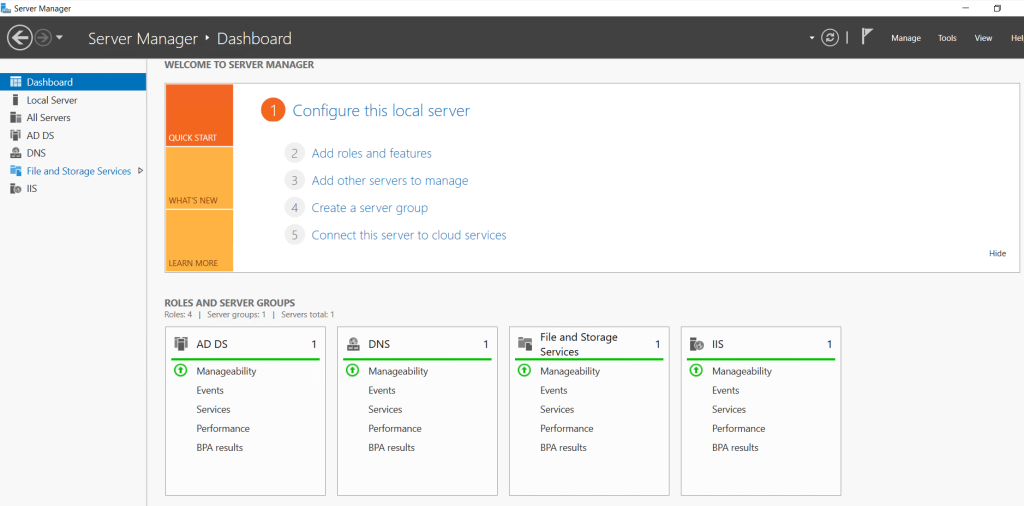 Server Manager
Server Manager ‣ Dashboard
Manage Tools View Hel
Dashboard
Local Server
All Servers
AD DS
DNS
File and Storage Services
IIS
WELCOME TO SERVER MANAGER
QUICK START
WHAT'S NEW
LEARN MORE
1 Configure this local server
2 Add roles and features
3 Add other servers to manage
4 Create a server group
5 Connect this server to cloud services
Hide
ROLES AND SERVER GROUPS
Roles: 4 | Server groups: 1 | Servers total: 1
AD DS 1
Manageability
Events
Services
Performance
BPA results
DNS 1
Manageability
Events
Services
Performance
BPA results
File and Storage
Services 1
Manageability
Events
Services
Performance
BPA results
IIS 1
Manageability
Events
Services
Performance
BPA results